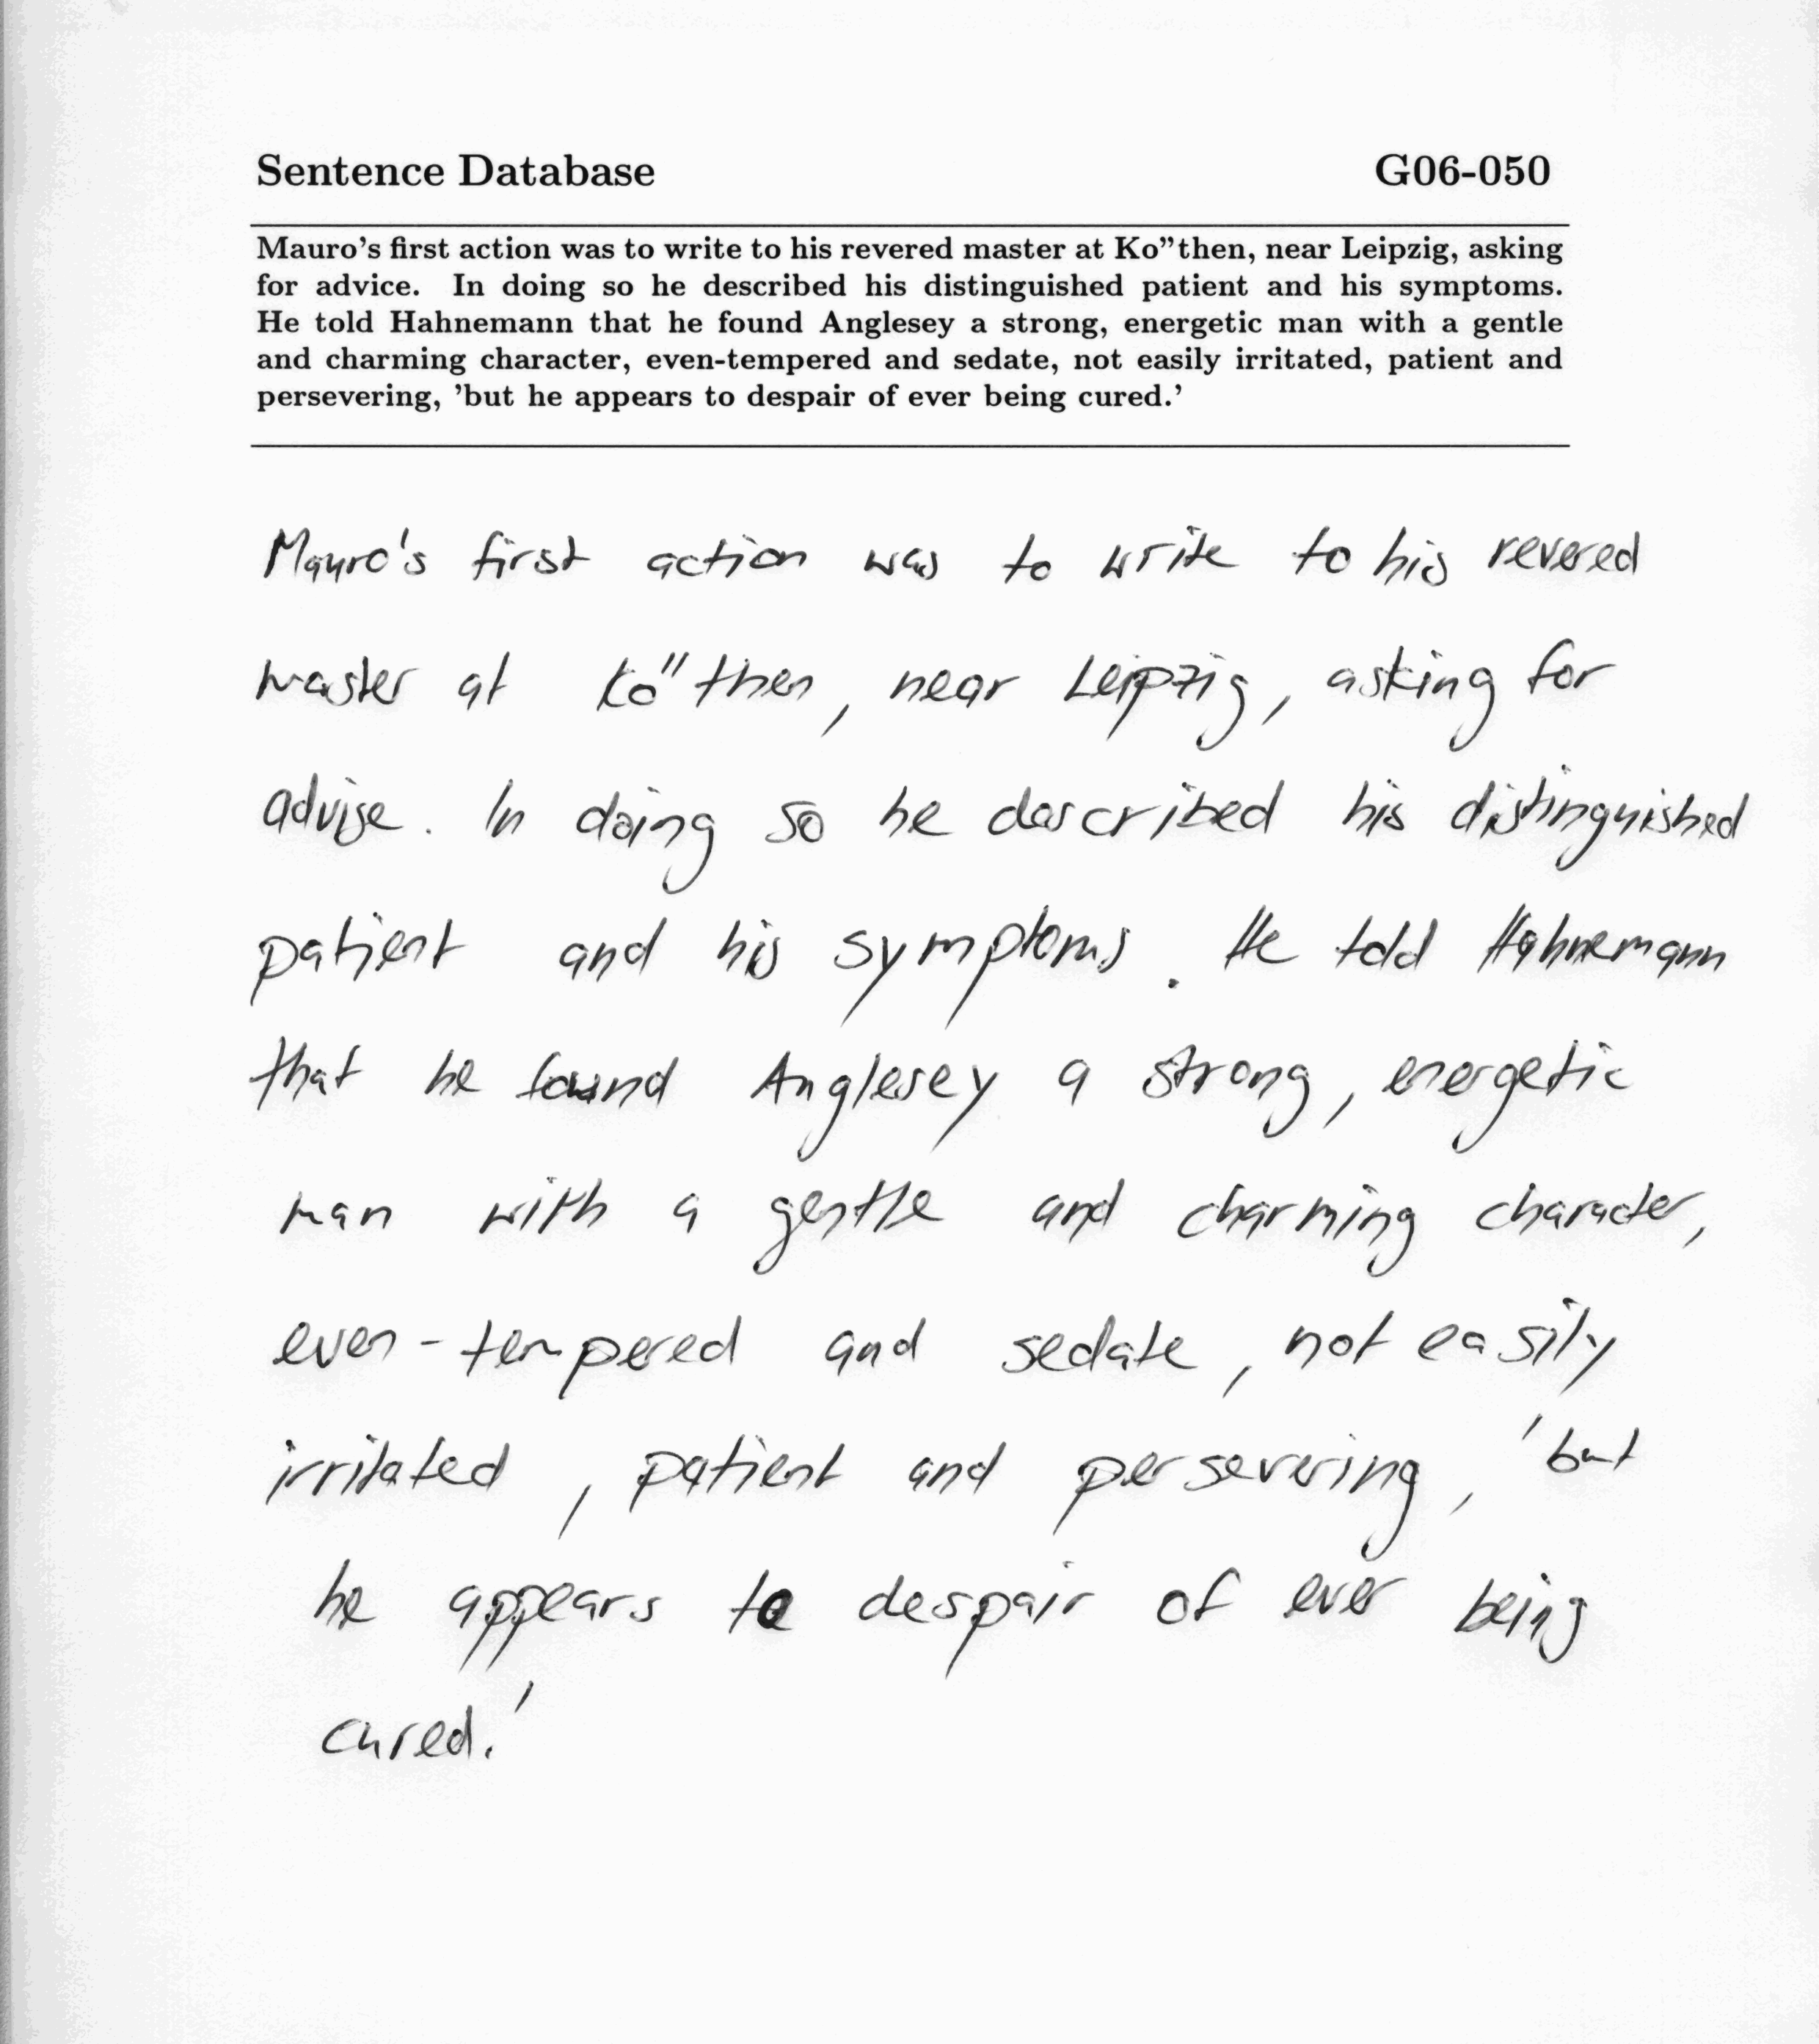 Sentence Database G06-050
Mauro's first action was to write to his revered master at Ko"then, near Leipzig, asking
for advice. In doing so he described his distinguished patient and his symptoms.
He told Hahnemann that he found Anglesey a strong, energetic man with a gentle
and charming character, even-tempered and sedate, not easily irritated, patient and
persevering, 'but he appears to despair of ever being cured.'
Mauro's first action was to write to his revered
master at Ko"then, near Leipzig, asking for
advise. In doing so he described his distinguished
patient and his symptoms. He told Hahnemann
that he found Anglesey a strong, energetic
man with a gentle and charming character,
even-tempered and sedate, not easily
irritated, patient and persevering, 'but
he appears to despair of ever being
cured.'